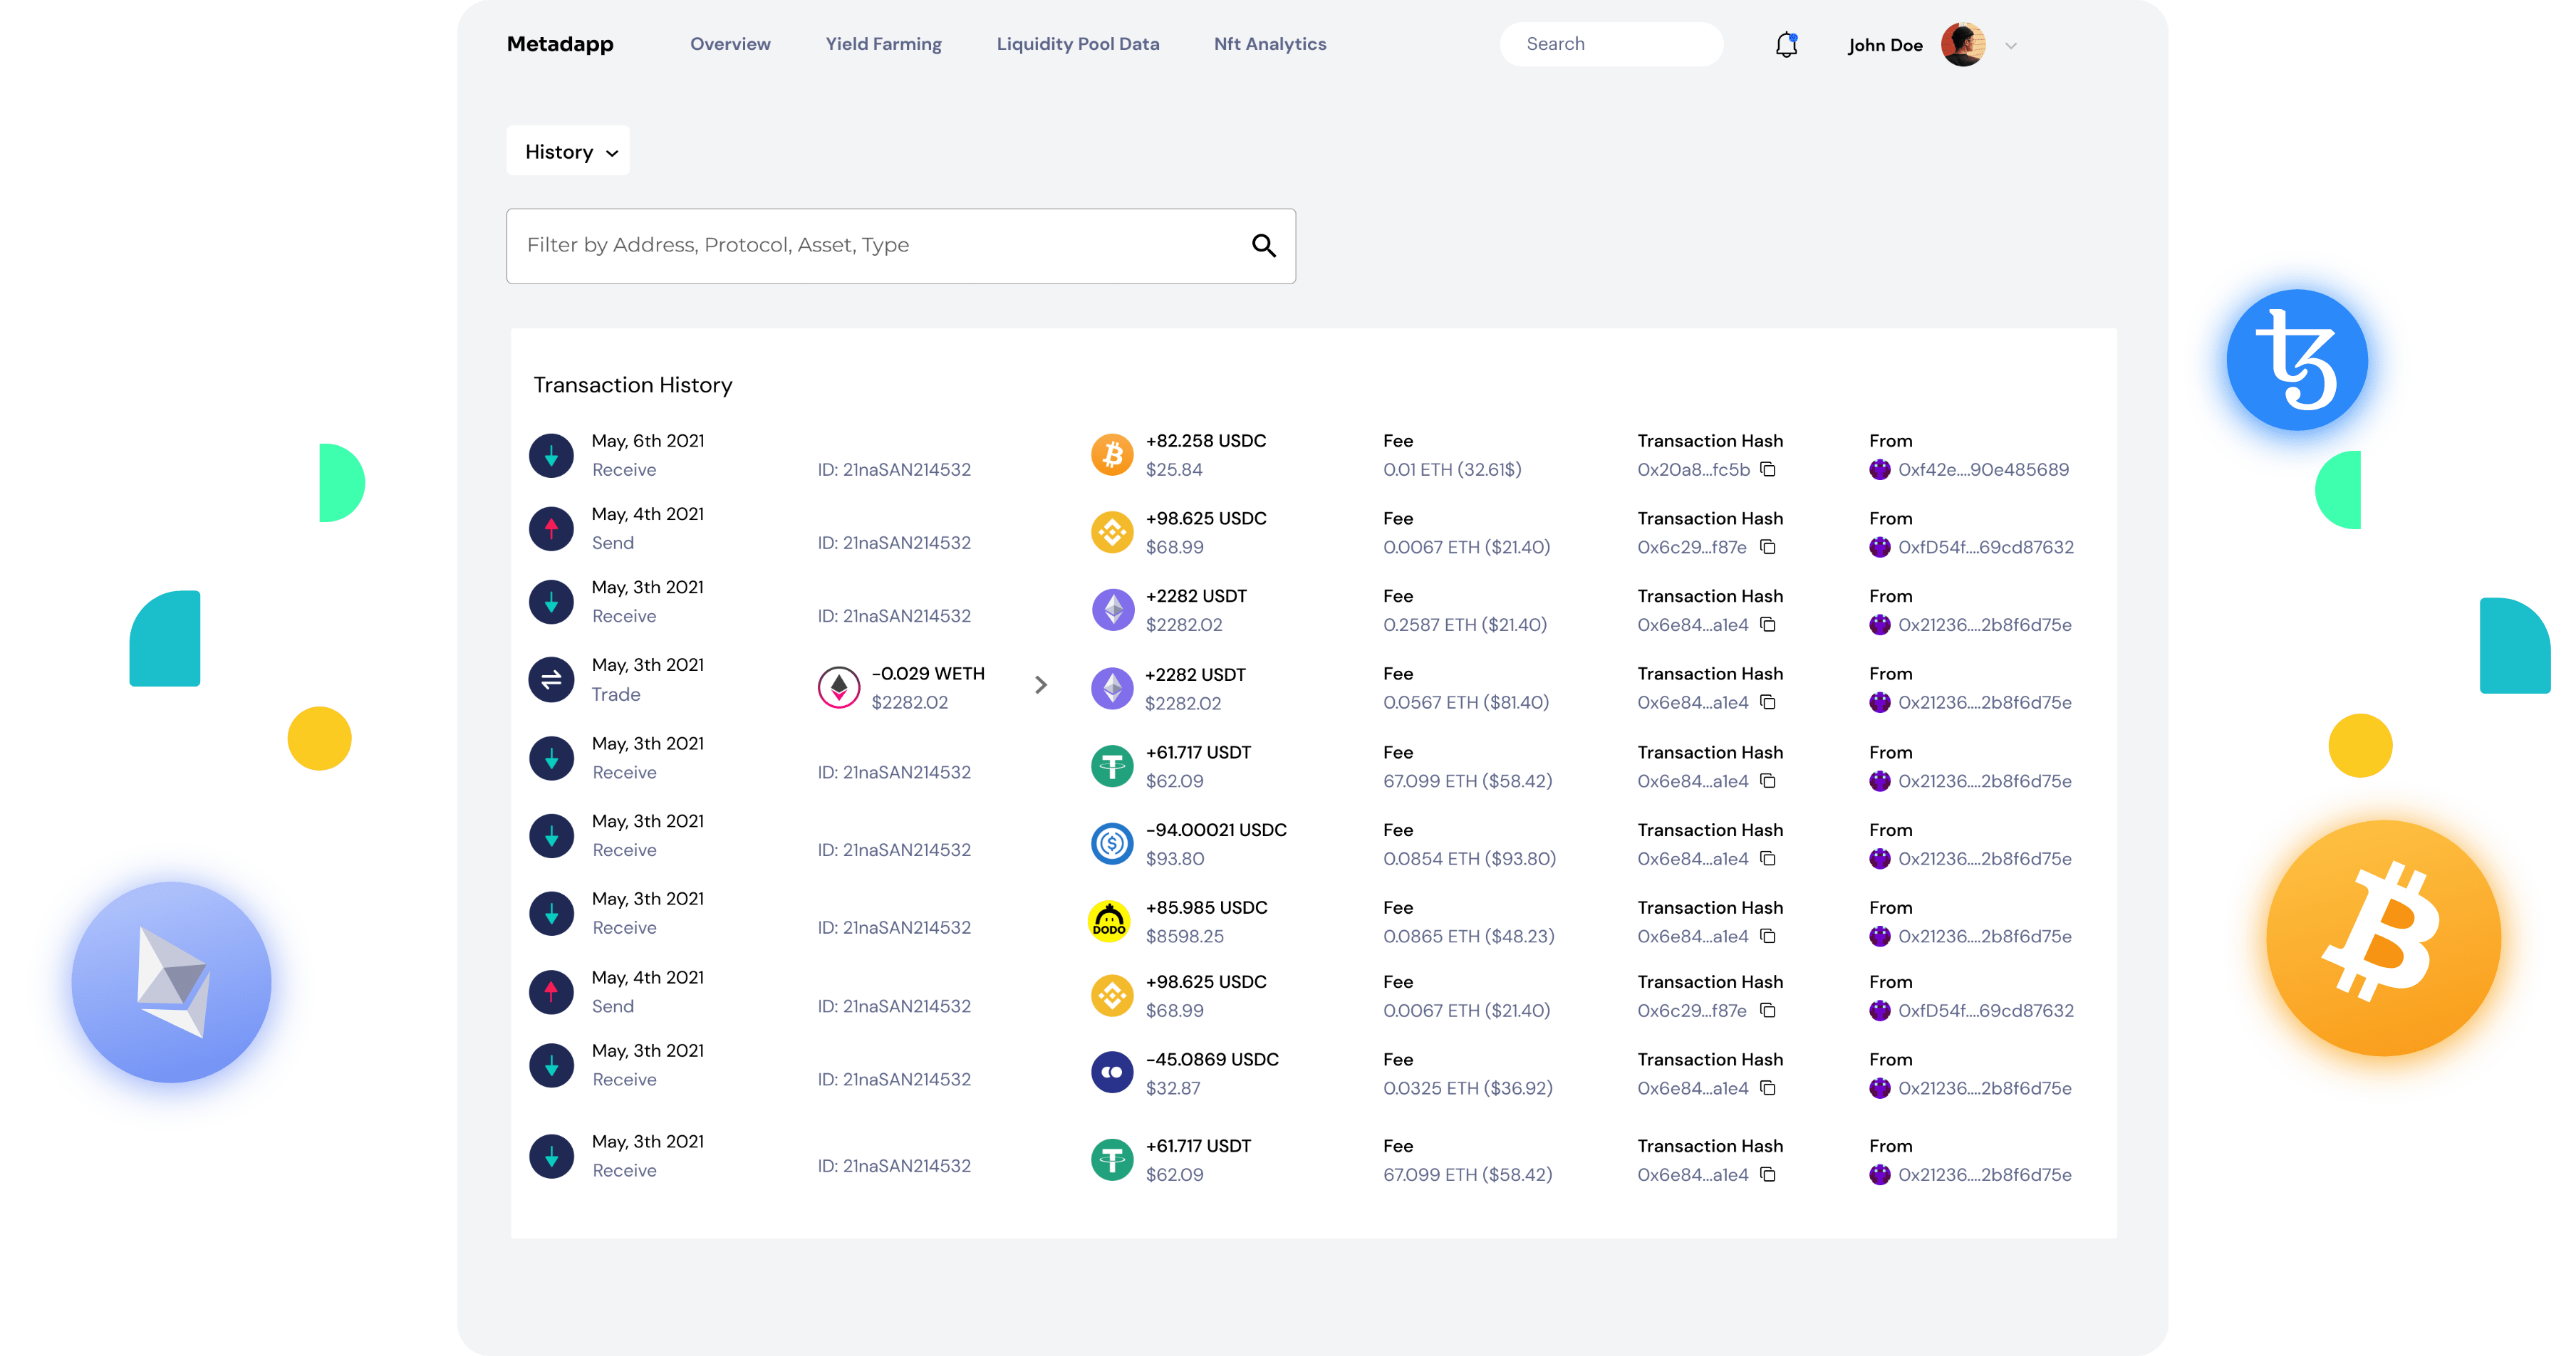 Metadapp Overview Yield Farming Liquidity Pool Data Nft Analytics Search John Doe
History
Filter by Address, Protocol, Asset, Type
Transaction History
May, 6th 2021 +82.258 USDC Fee Transaction Hash From
Receive ID: 21naSAN214532 $25.84 0.01 ETH (32.61$) 0x20a8...fc5b 0xf42e....90e485689
May, 4th 2021 +98.625 USDC Fee Transaction Hash From
Send ID: 21naSAN214532 $68.99 0.0067 ETH ($21.40) 0x6c29...f87e 0xfD54f....69cd87632
May, 3th 2021 +2282 USDT Fee Transaction Hash From
Receive ID: 21naSAN214532 $2282.02 0.2587 ETH ($21.40) 0x6e84...a1e4 0x21236....2b8f6d75e
May, 3th 2021 -0.029 WETH +2282 USDT Fee Transaction Hash From
Trade $2282.02 $2282.02 0.0567 ETH ($81.40) 0x6e84...a1e4 0x21236....2b8f6d75e
May, 3th 2021 +61.717 USDT Fee Transaction Hash From
Receive ID: 21naSAN214532 $62.09 67.099 ETH ($58.42) 0x6e84...a1e4 0x21236....2b8f6d75e
May, 3th 2021 -94.00021 USDC Fee Transaction Hash From
Receive ID: 21naSAN214532 $93.80 0.0854 ETH ($93.80) 0x6e84...a1e4 0x21236....2b8f6d75e
May, 3th 2021 +85.985 USDC Fee Transaction Hash From
Receive ID: 21naSAN214532 DODO $8598.25 0.0865 ETH ($48.23) 0x6e84...a1e4 0x21236....2b8f6d75e
May, 4th 2021 +98.625 USDC Fee Transaction Hash From
Send ID: 21naSAN214532 $68.99 0.0067 ETH ($21.40) 0x6c29...f87e 0xfD54f....69cd87632
May, 3th 2021 -45.0869 USDC Fee Transaction Hash From
Receive ID: 21naSAN214532 $32.87 0.0325 ETH ($36.92) 0x6e84...a1e4 0x21236....2b8f6d75e
May, 3th 2021 +61.717 USDT Fee Transaction Hash From
Receive ID: 21naSAN214532 $62.09 67.099 ETH ($58.42) 0x6e84...a1e4 0x21236....2b8f6d75e